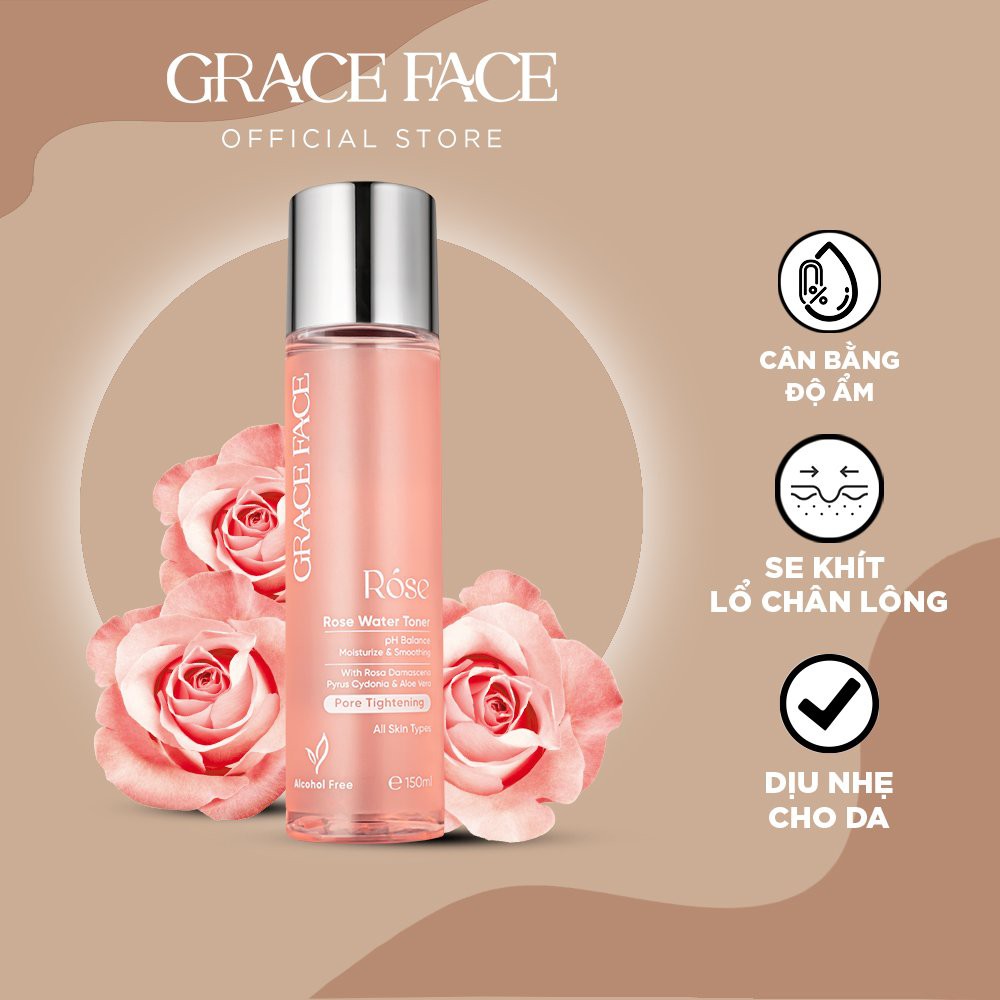 GRACE FACE
OFFICIAL STORE
GRACE FACE
Róse
Rose Water Toner
pH Balance
Moisturize & Smoothing
With Rosa Damascena
Pyrus Cydonia & Aloe Vera
Pore Tightening
All Skin Types
Alcohol Free
e 150ml
%
CÂN BẰNG
ĐỘ ẨM
SE KHÍT
LỔ CHÂN LÔNG
DỊU NHẸ
CHO DA